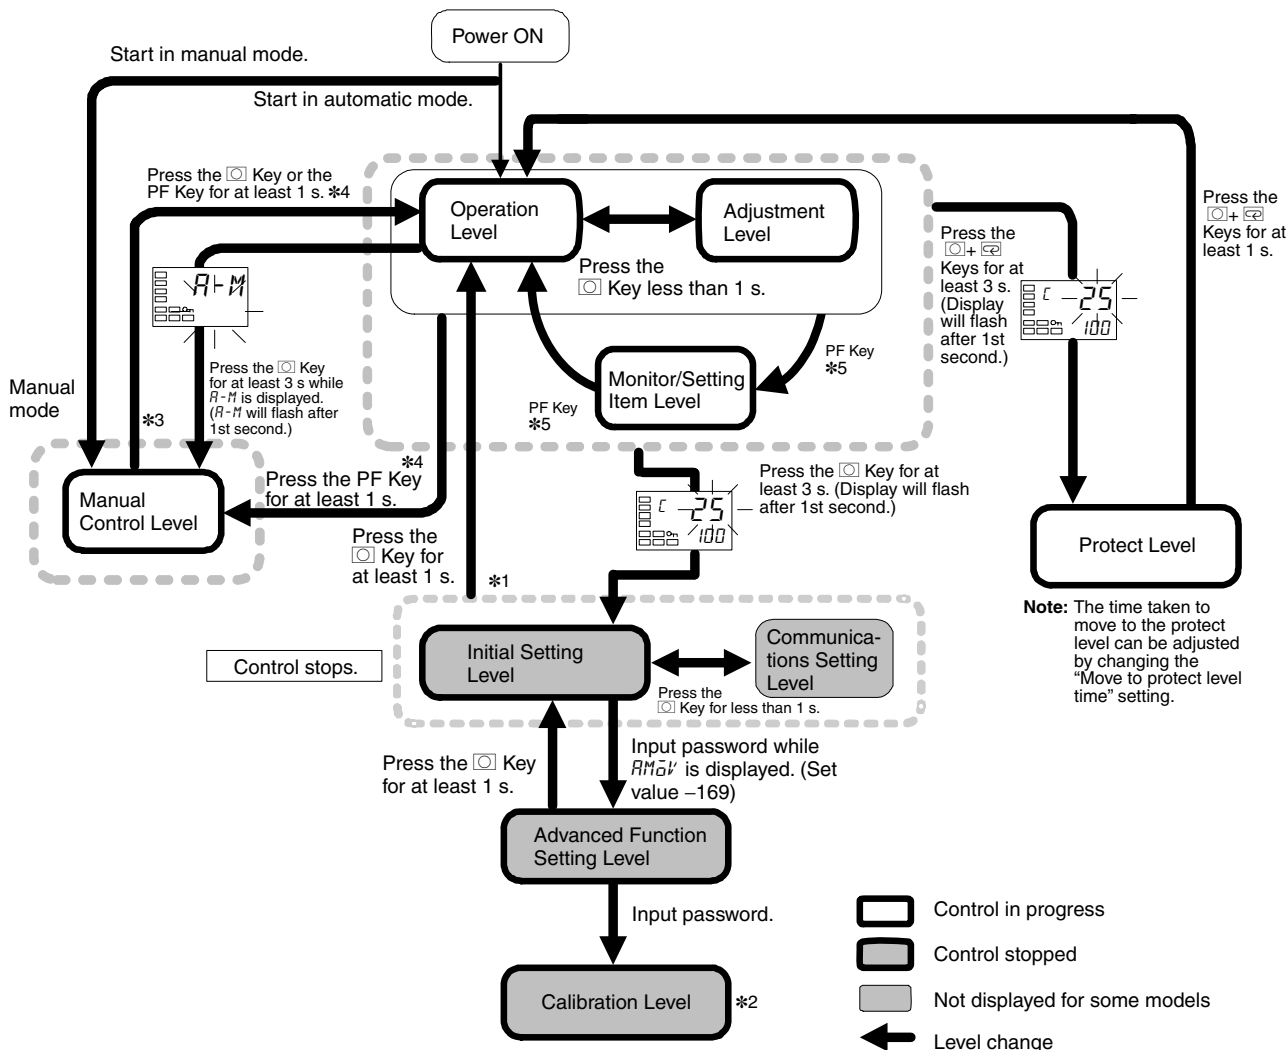 Power ON
Start in manual mode.
Start in automatic mode.
Press the Key or the
PF Key for at least 1 s. *4
Operation
Level
Adjustment
Level
Press the
Key less than 1 s.
A-M
Press the Key
for at least 3 s while
A-M is displayed.
(A-M will flash after
1st second.)
Manual
mode
*3
Monitor/Setting
Item Level
PF Key
*5
PF Key
*5
Press the
+
Keys for at
least 3 s.
(Display
will flash
after 1st
second.)
C 25
100
Press the
+
Keys for at
least 1 s.
Manual
Control Level
*4
Press the PF Key
for at least 1 s.
Press the
Key for
at least 1 s.
*1
C 25
100
Press the Key for at
least 3 s. (Display will flash
after 1st second.)
Protect Level
Note: The time taken to
move to the protect
level can be adjusted
by changing the
“Move to protect level
time” setting.
Control stops.
Initial Setting
Level
Communica-
tions Setting
Level
Press the
Key for less than 1 s.
Press the Key
for at least 1 s.
Input password while
AMOV is displayed. (Set
value −169)
Advanced Function
Setting Level
Input password.
Calibration Level
*2
Control in progress
Control stopped
Not displayed for some models
Level change